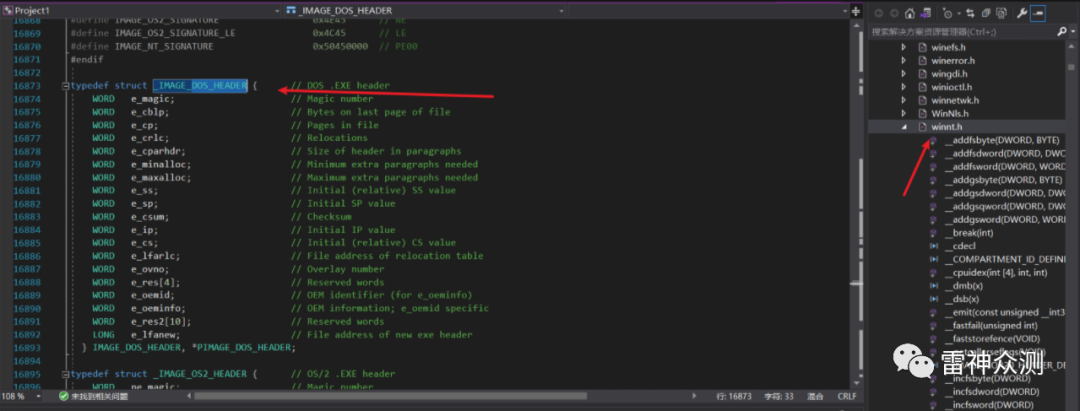 Project1
_IMAGE_DOS_HEADER
16868 #define IMAGE_OS2_SIGNATURE 0x4E45 // NE
16869 #define IMAGE_OS2_SIGNATURE_LE 0x4C45 // LE
16870 #define IMAGE_NT_SIGNATURE 0x50450000 // PE00
16871 #endif
16872
16873 typedef struct _IMAGE_DOS_HEADER { // DOS .EXE header
16874 WORD e_magic; // Magic number
16875 WORD e_cblp; // Bytes on last page of file
16876 WORD e_cp; // Pages in file
16877 WORD e_crlc; // Relocations
16878 WORD e_cparhdr; // Size of header in paragraphs
16879 WORD e_minalloc; // Minimum extra paragraphs needed
16880 WORD e_maxalloc; // Maximum extra paragraphs needed
16881 WORD e_ss; // Initial (relative) SS value
16882 WORD e_sp; // Initial SP value
16883 WORD e_csum; // Checksum
16884 WORD e_ip; // Initial IP value
16885 WORD e_cs; // Initial (relative) CS value
16886 WORD e_lfarlc; // File address of relocation table
16887 WORD e_ovno; // Overlay number
16888 WORD e_res[4]; // Reserved words
16889 WORD e_oemid; // OEM identifier (for e_oeminfo)
16890 WORD e_oeminfo; // OEM information; e_oemid specific
16891 WORD e_res2[10]; // Reserved words
16892 LONG e_lfanew; // File address of new exe header
16893 } IMAGE_DOS_HEADER, *PIMAGE_DOS_HEADER;
16894
16895 typedef struct _IMAGE_OS2_HEADER { // OS/2 .EXE header
16896 WORD ne_magic; // Magic number
108 %
未找到相关问题
行: 16873
字符: 33
混合
CRLF
搜索解决方案资源管理器(Ctrl+;)
winefs.h
winerror.h
wingdi.h
winioctl.h
winnetwk.h
WinNls.h
winnt.h
__addfsbyte(DWORD, BYTE)
__addfsdword(DWORD, DWC
__addfsword(DWORD, WORD
__addgsbyte(DWORD, BYTE)
__addgsdword(DWORD, DW
__addgsqword(DWORD, DW
__addgsword(DWORD, WORI
__break(int)
__cdecl
__COMPARTMENT_ID_DEFINE
__cpuidex(int [4], int, int)
__dmb(x)
__dsb(x)
__emit(const unsigned __int3
__fastfail(unsigned int)
__faststorefence(VOID)
HEADER_DE
__incfsbyte(DWORD)
__incfsdword(DWORD)
__incfsword(DWORD)
雷神众测